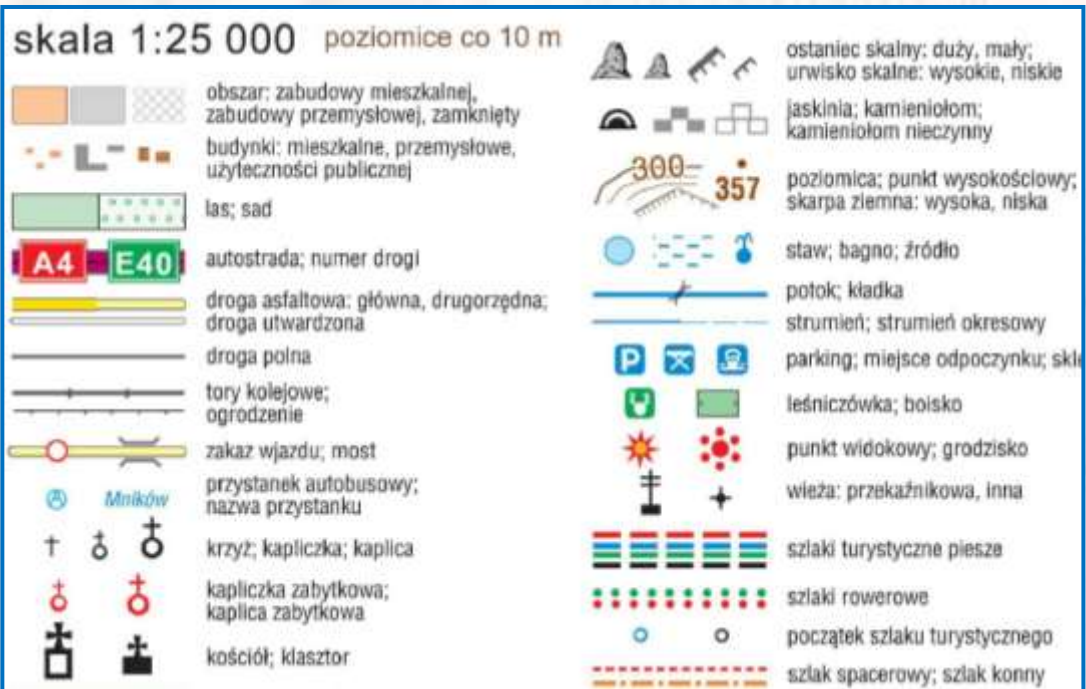 skala 1:25 000 poziomice co 10 m
obszar: zabudowy mieszkalnej,
zabudowy przemysłowej, zamknięty
budynki: mieszkalne, przemysłowe,
użyteczności publicznej
las; sad
A4 E40 autostrada; numer drogi
droga asfaltowa: główna, drugorzędna;
droga utwardzona
droga polna
tory kolejowe;
ogrodzenie
zakaz wjazdu; most
A Mników przystanek autobusowy;
nazwa przystanku
krzyż; kapliczka; kaplica
kapliczka zabytkowa;
kaplica zabytkowa
kościół; klasztor
ostaniec skalny: duży, mały;
urwisko skalne: wysokie, niskie
jaskinia; kamieniołom;
kamieniołom nieczynny
300 357 poziomica; punkt wysokościowy;
skarpa ziemna: wysoka, niska
staw; bagno; źródło
potok; kładka
strumień; strumień okresowy
P parking; miejsce odpoczynku; skle
leśniczówka; boisko
punkt widokowy; grodzisko
wieża: przekaźnikowa, inna
szlaki turystyczne piesze
szlaki rowerowe
początek szlaku turystycznego
szlak spacerowy; szlak konny